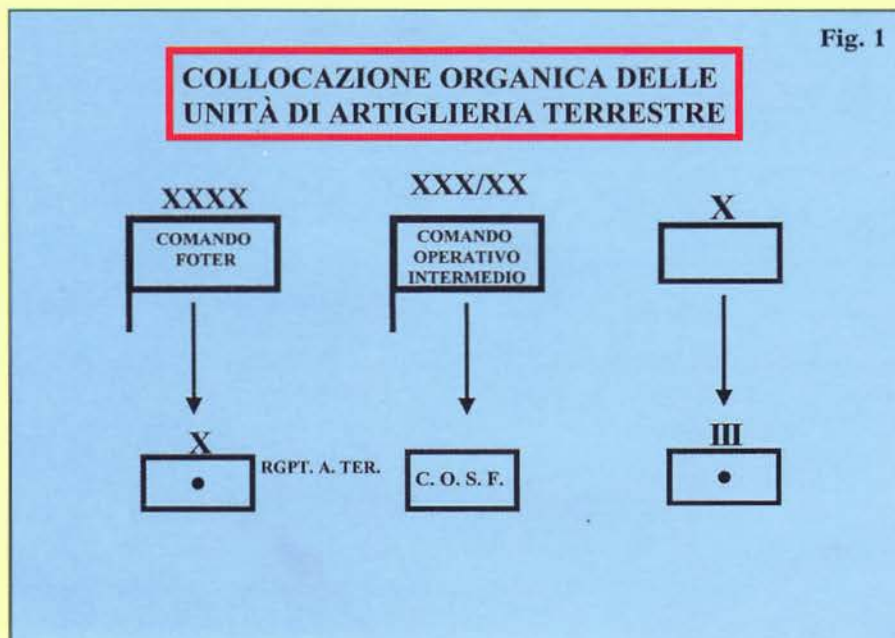 Fig. 1
COLLOCAZIONE ORGANICA DELLE
UNITÀ DI ARTIGLIERIA TERRESTRE
XXXX
COMANDO
FOTER
XXX/XX
COMANDO
OPERATIVO
INTERMEDIO
X
X
RGPT. A. TER.
C. O. S. F.
III